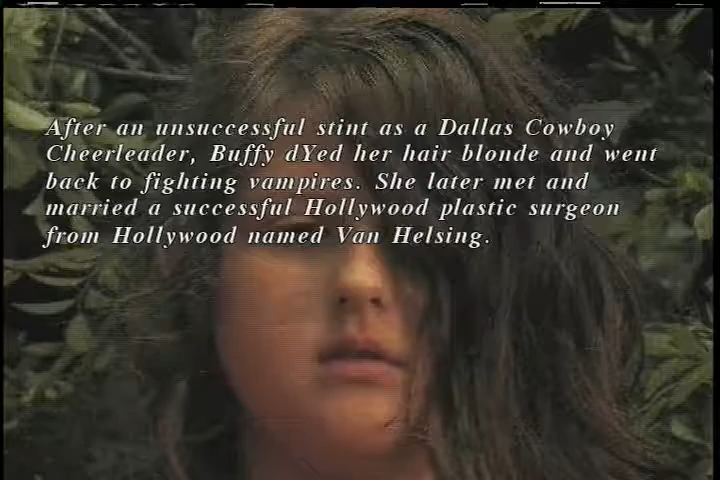 After an unsuccessful stint as a Dallas Cowboy
Cheerleader, Buffy dYed her hair blonde and went
back to fighting vampires. She later met and
married a successful Hollywood plastic surgeon
from Hollywood named Van Helsing.